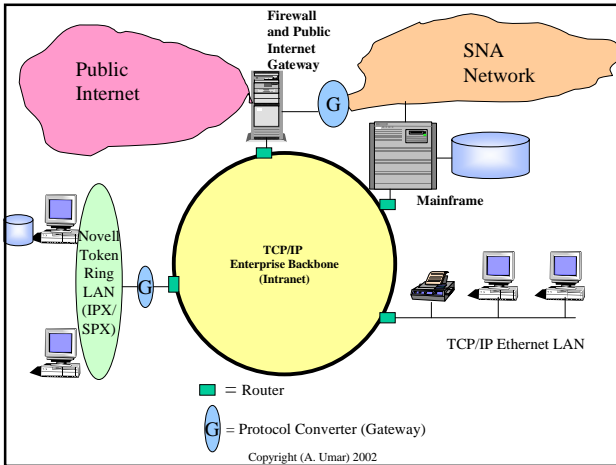 Firewall
and Public
Internet
Gateway
Public
Internet
SNA
Network
G
Mainframe
Novell
Token
Ring
LAN
(IPX/
SPX)
G
TCP/IP
Enterprise Backbone
(Intranet)
TCP/IP Ethernet LAN
= Router
G = Protocol Converter (Gateway)
Copyright (A. Umar) 2002